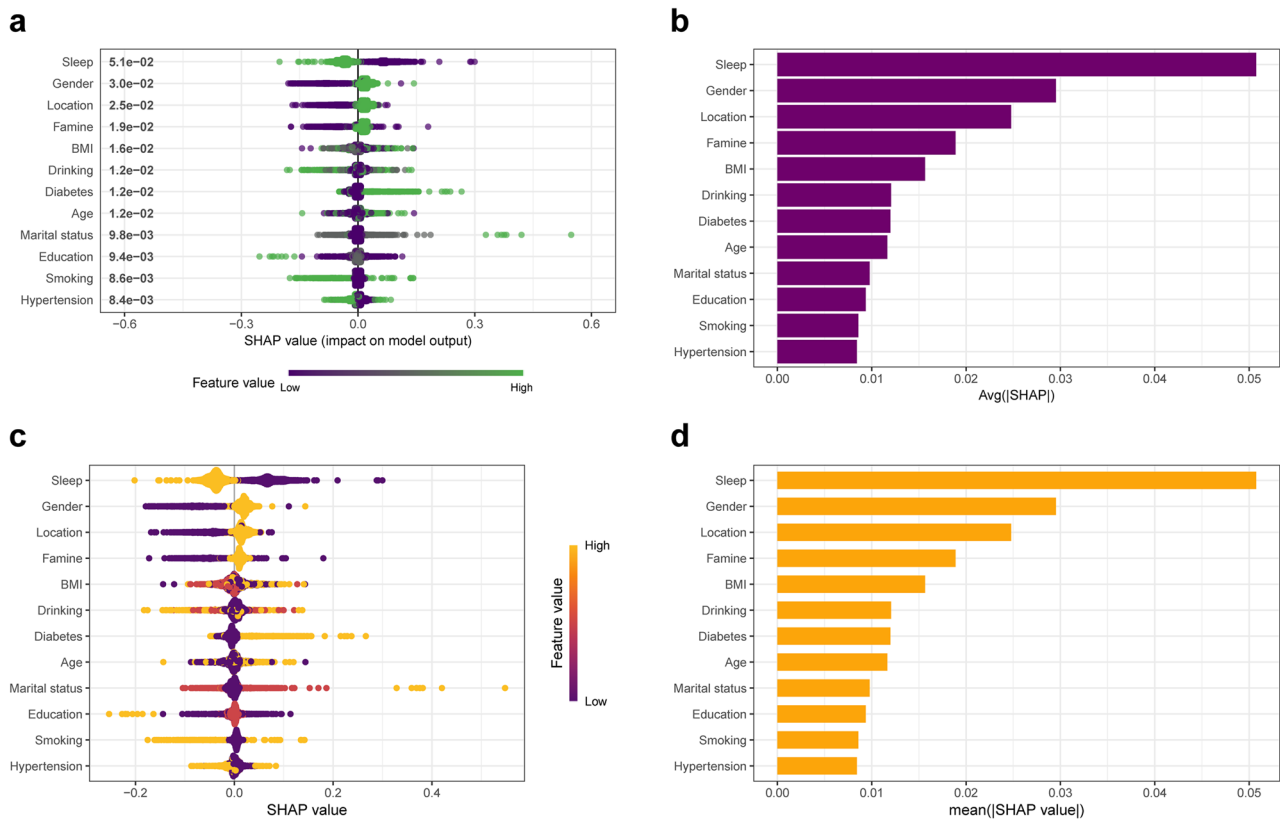 a
Sleep 5.1e−02
Gender 3.0e−02
Location 2.5e−02
Famine 1.9e−02
BMI 1.6e−02
Drinking 1.2e−02
Diabetes 1.2e−02
Age 1.2e−02
Marital status 9.8e−03
Education 9.4e−03
Smoking 8.6e−03
Hypertension 8.4e−03
−0.6 −0.3 0.0 0.3 0.6
SHAP value (impact on model output)
Feature value Low High
b
Sleep
Gender
Location
Famine
BMI
Drinking
Diabetes
Age
Marital status
Education
Smoking
Hypertension
0.00 0.01 0.02 0.03 0.04 0.05
Avg(|SHAP|)
c
Sleep
Gender
Location
Famine
BMI
Drinking
Diabetes
Age
Marital status
Education
Smoking
Hypertension
−0.2 0.0 0.2 0.4
SHAP value
High
Feature value
Low
d
Sleep
Gender
Location
Famine
BMI
Drinking
Diabetes
Age
Marital status
Education
Smoking
Hypertension
0.00 0.01 0.02 0.03 0.04 0.05
mean(|SHAP value|)